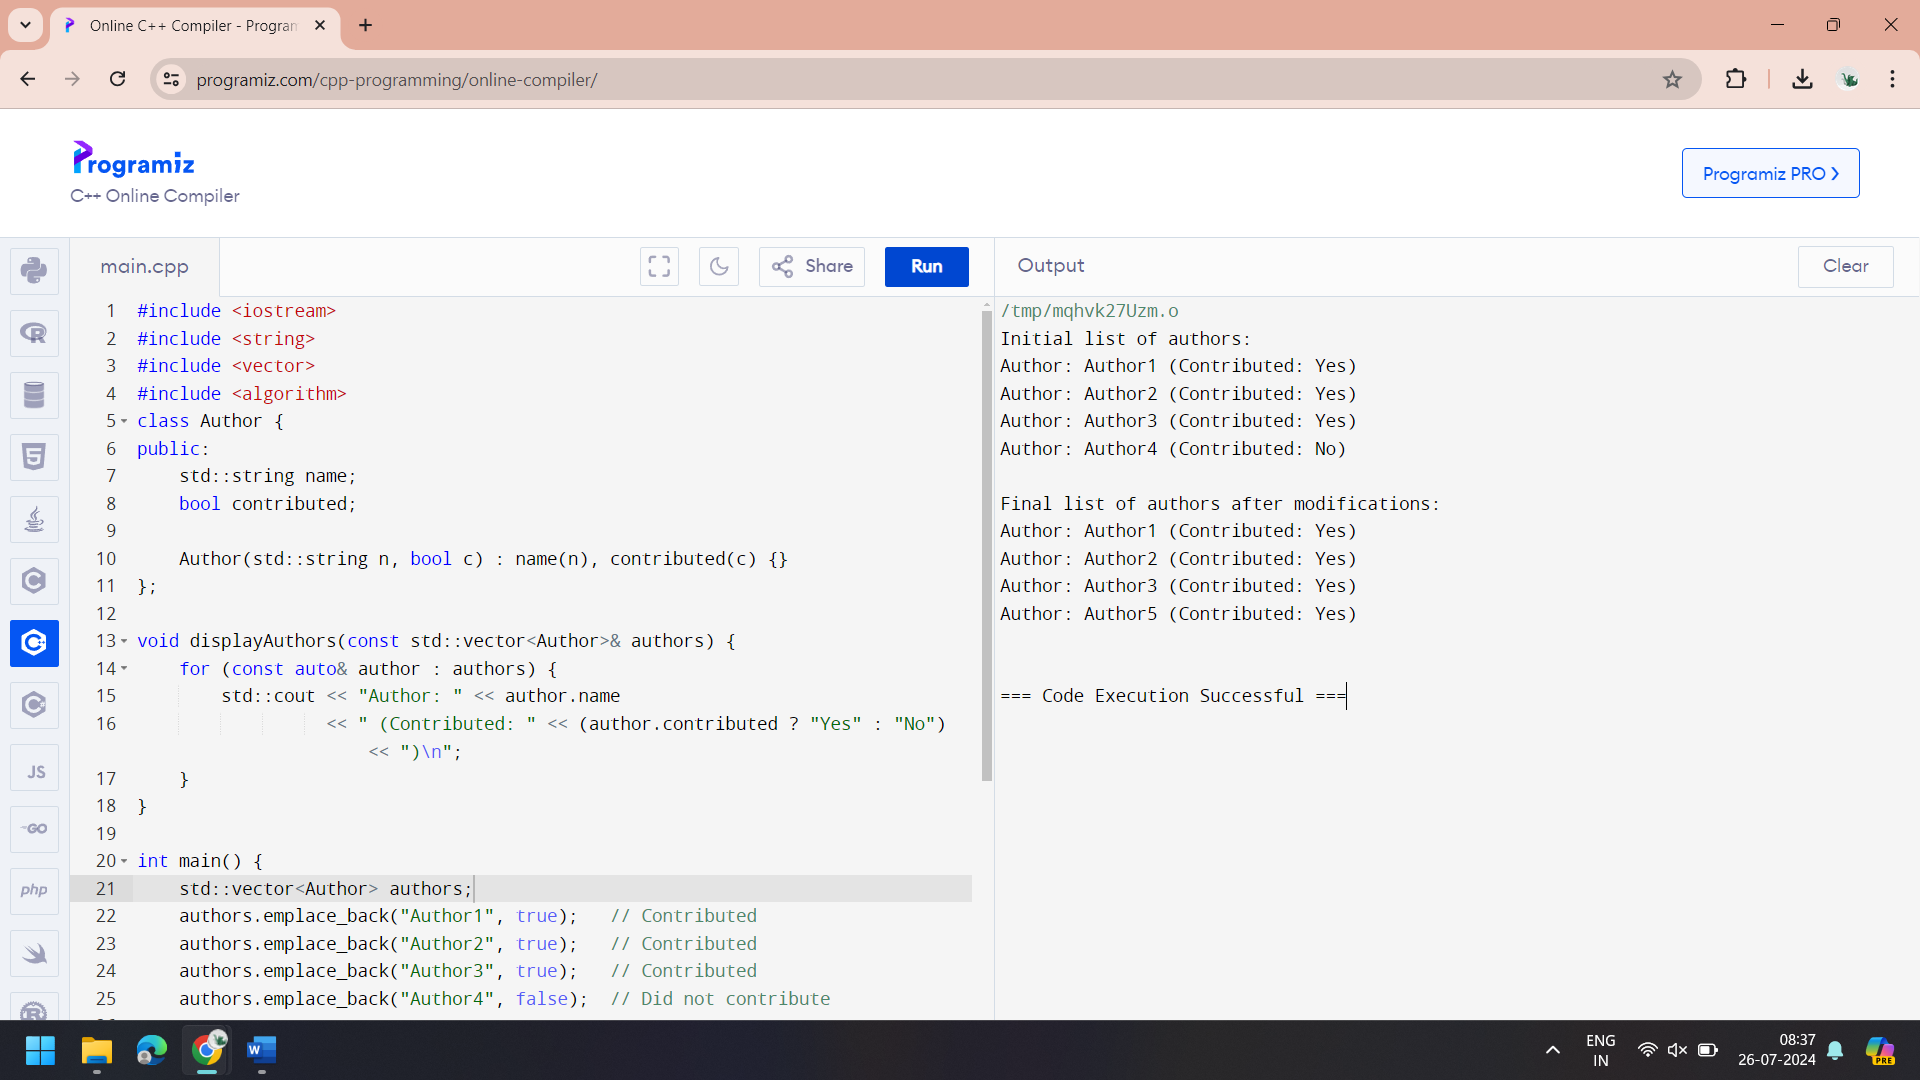 Online C++ Compiler - Program
programiz.com/cpp-programming/online-compiler/
Programiz
C++ Online Compiler
Programiz PRO
main.cpp
Share
Run
Output
Clear
1 #include <iostream>
2 #include <string>
3 #include <vector>
4 #include <algorithm>
5 class Author {
6 public:
7     std::string name;
8     bool contributed;
9
10     Author(std::string n, bool c) : name(n), contributed(c) {}
11 };
12
13 void displayAuthors(const std::vector<Author>& authors) {
14     for (const auto& author : authors) {
15         std::cout << "Author: " << author.name
16                   << " (Contributed: " << (author.contributed ? "Yes" : "No")
                      << ")\n";
17     }
18 }
19
20 int main() {
21     std::vector<Author> authors;
22     authors.emplace_back("Author1", true);   // Contributed
23     authors.emplace_back("Author2", true);   // Contributed
24     authors.emplace_back("Author3", true);   // Contributed
25     authors.emplace_back("Author4", false);  // Did not contribute
/tmp/mqhvk27Uzm.o
Initial list of authors:
Author: Author1 (Contributed: Yes)
Author: Author2 (Contributed: Yes)
Author: Author3 (Contributed: Yes)
Author: Author4 (Contributed: No)

Final list of authors after modifications:
Author: Author1 (Contributed: Yes)
Author: Author2 (Contributed: Yes)
Author: Author3 (Contributed: Yes)
Author: Author5 (Contributed: Yes)

=== Code Execution Successful ===
R
5
C
C
C
JS
GO
php
R
W
ENG
IN
08:37
26-07-2024
PRE